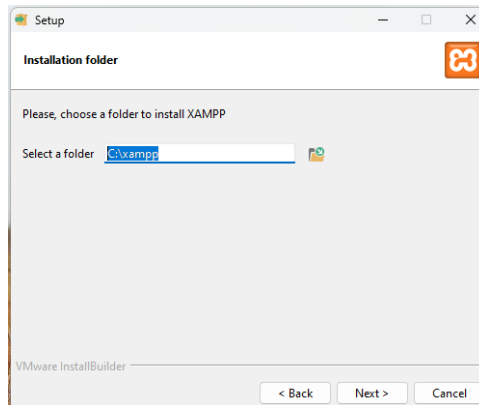 Setup
Installation folder
Please, choose a folder to install XAMPP
Select a folder C:\xampp
VMware InstallBuilder
< Back Next > Cancel